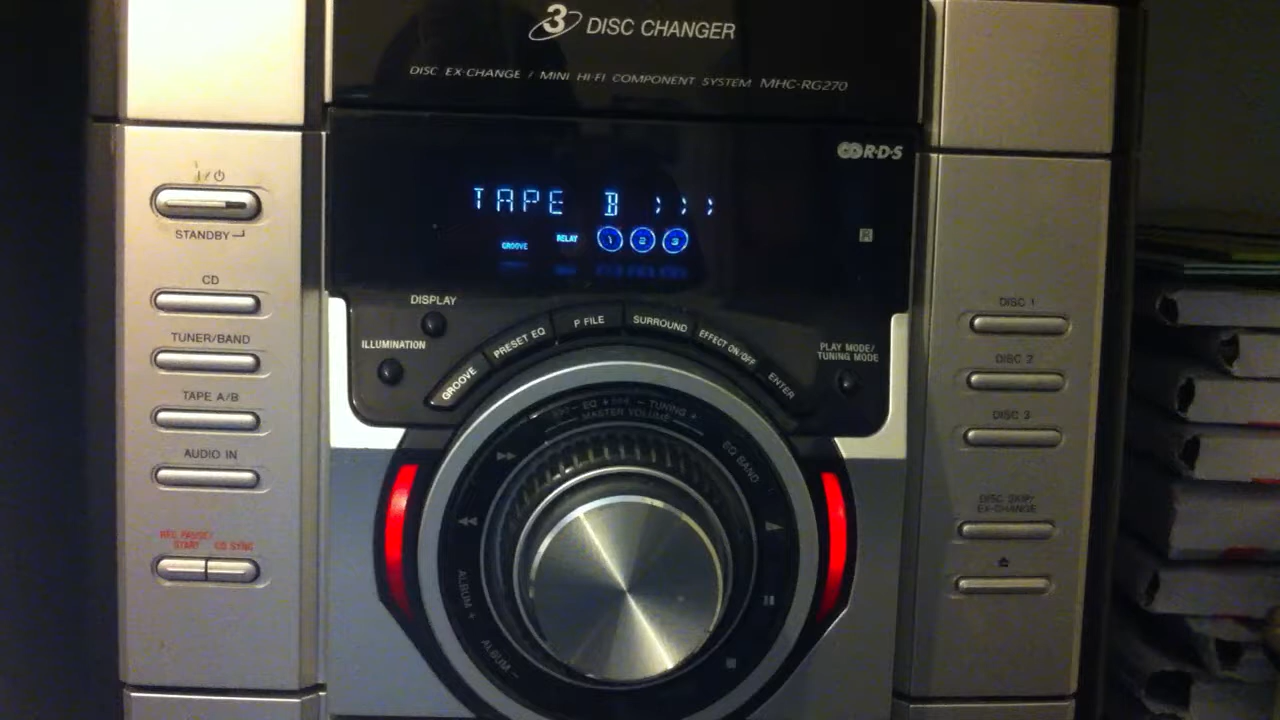 3 DISC CHANGER
DISC EX-CHANGE / MINI HI-FI COMPONENT SYSTEM MHC-RG270
R·D·S
I/⏻
STANDBY
TAPE B >>>
GROOVE RELAY 1 2 3
R
CD
TUNER/BAND
TAPE A/B
AUDIO IN
REC PAUSE/
START CD SYNC
DISPLAY
ILLUMINATION
GROOVE
PRESET EQ
P FILE
SURROUND
EFFECT ON/OFF
ENTER
PLAY MODE/
TUNING MODE
– EQ + – TUNING +
– MASTER VOLUME +
EQ BAND
ALBUM +
ALBUM –
DISC 1
DISC 2
DISC 3
DISC SKIP/
EX-CHANGE